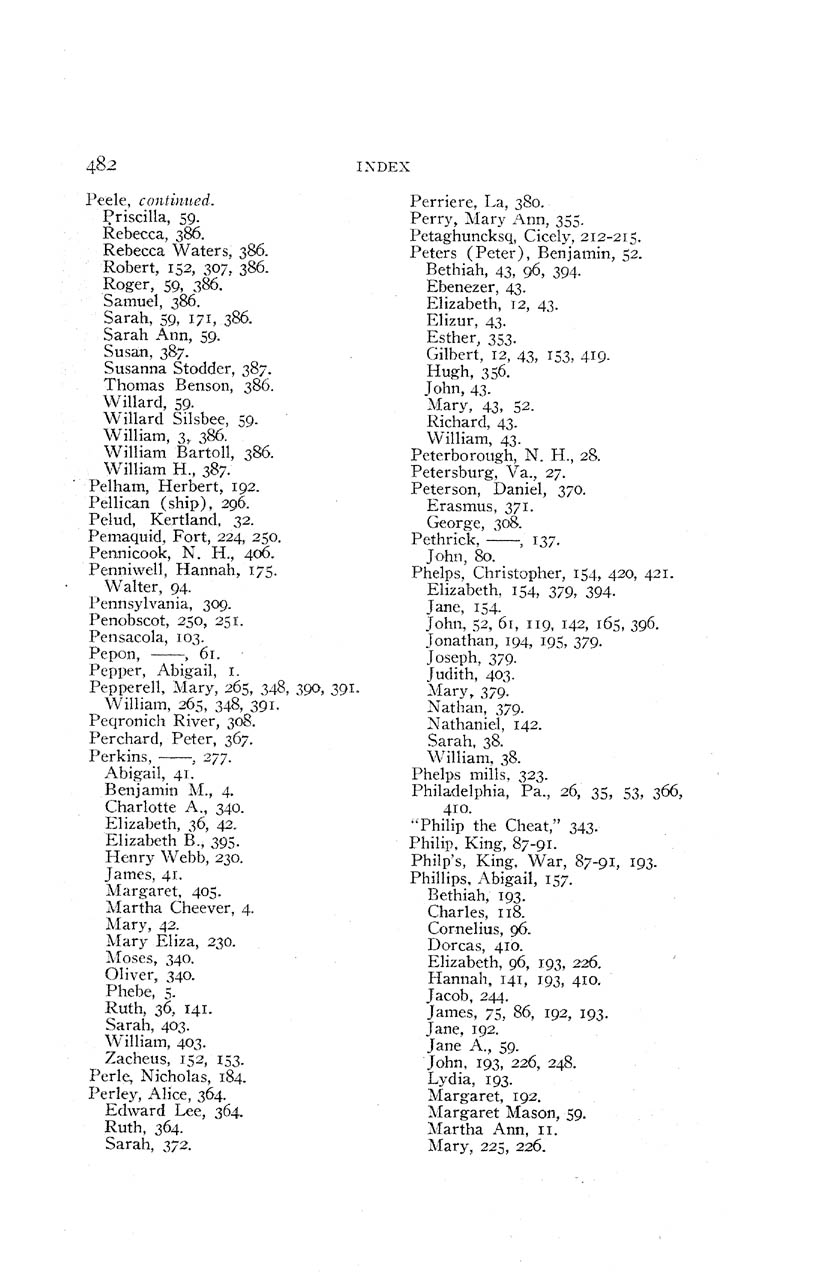 482
INDEX
Peele, continued.
Priscilla, 59.
Rebecca, 386.
Rebecca Waters, 386.
Robert, 152, 307, 386.
Roger, 59, 386.
Samuel, 386.
Sarah, 59, 171, 386.
Sarah Ann, 59.
Susan, 387.
Susanna Stodder, 387.
Thomas Benson, 386.
Willard, 59.
Willard Silsbee, 59.
William, 3, 386.
William Bartoll, 386.
William H., 387.
Pelham, Herbert, 192.
Pellican (ship), 296.
Pelud, Kertland, 32.
Pemaquid, Fort, 224, 250.
Pennicook, N. H., 406.
Penniwell, Hannah, 175.
Walter, 94.
Pennsylvania, 309.
Penobscot, 250, 251.
Pensacola, 103.
Pepon, ——, 61.
Pepper, Abigail, 1.
Pepperell, Mary, 265, 348, 390, 391.
William, 265, 348, 391.
Peqronich River, 308.
Perchard, Peter, 367.
Perkins, ——, 277.
Abigail, 41.
Benjamin M., 4.
Charlotte A., 340.
Elizabeth, 36, 42.
Elizabeth B., 395.
Henry Webb, 230.
James, 41.
Margaret, 405.
Martha Cheever, 4.
Mary, 42.
Mary Eliza, 230.
Moses, 340.
Oliver, 340.
Phebe, 5.
Ruth, 36, 141.
Sarah, 403.
William, 403.
Zacheus, 152, 153.
Perle, Nicholas, 184.
Perley, Alice, 364.
Edward Lee, 364.
Ruth, 364.
Sarah, 372.
Perriere, La, 380.
Perry, Mary Ann, 355.
Petaghuncksq, Cicely, 212-215.
Peters (Peter), Benjamin, 52.
Bethiah, 43, 96, 394.
Ebenezer, 43.
Elizabeth, 12, 43.
Elizur, 43.
Esther, 353.
Gilbert, 12, 43, 153, 419.
Hugh, 356.
John, 43.
Mary, 43, 52.
Richard, 43.
William, 43.
Peterborough, N. H., 28.
Petersburg, Va., 27.
Peterson, Daniel, 370.
Erasmus, 371.
George, 308.
Pethrick, ——, 137.
John, 80.
Phelps, Christopher, 154, 420, 421.
Elizabeth, 154, 379, 394.
Jane, 154.
John, 52, 61, 119, 142, 165, 396.
Jonathan, 194, 195, 379.
Joseph, 379.
Judith, 403.
Mary, 379.
Nathan, 379.
Nathaniel, 142.
Sarah, 38.
William, 38.
Phelps mills, 323.
Philadelphia, Pa., 26, 35, 53, 366,
410.
"Philip the Cheat," 343.
Philip, King, 87-91.
Philp's, King, War, 87-91, 193.
Phillips, Abigail, 157.
Bethiah, 193.
Charles, 118.
Cornelius, 96.
Dorcas, 410.
Elizabeth, 96, 193, 226.
Hannah, 141, 193, 410.
Jacob, 244.
James, 75, 86, 192, 193.
Jane, 192.
Jane A., 59.
John, 193, 226, 248.
Lydia, 193.
Margaret, 192.
Margaret Mason, 59.
Martha Ann, 11.
Mary, 225, 226.